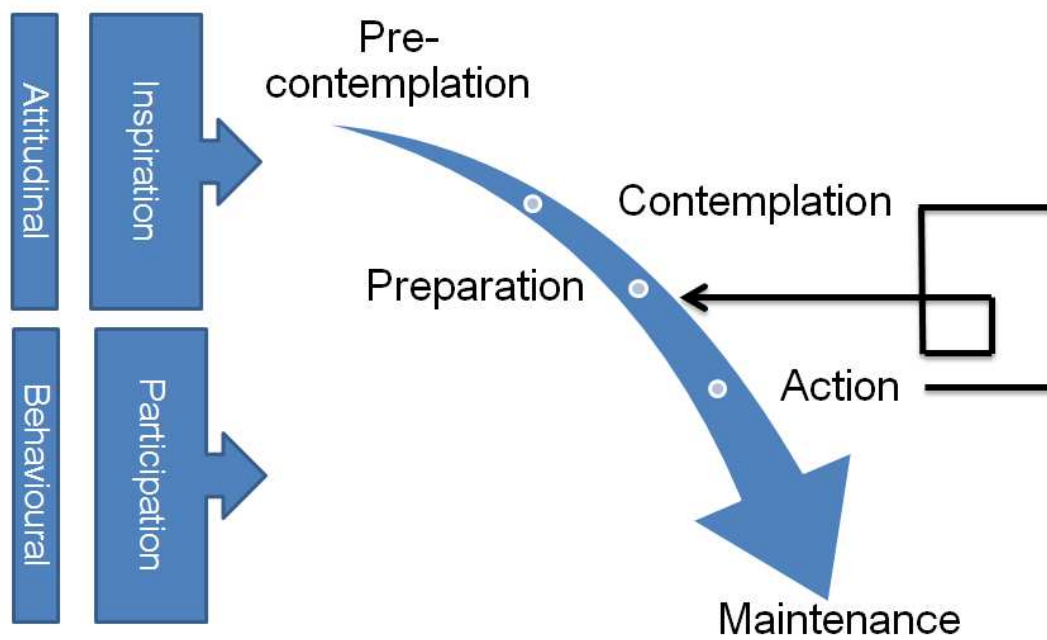 Attitudinal
Inspiration
Pre-
contemplation
Contemplation
Preparation
Behavioural
Participation
Action
Maintenance